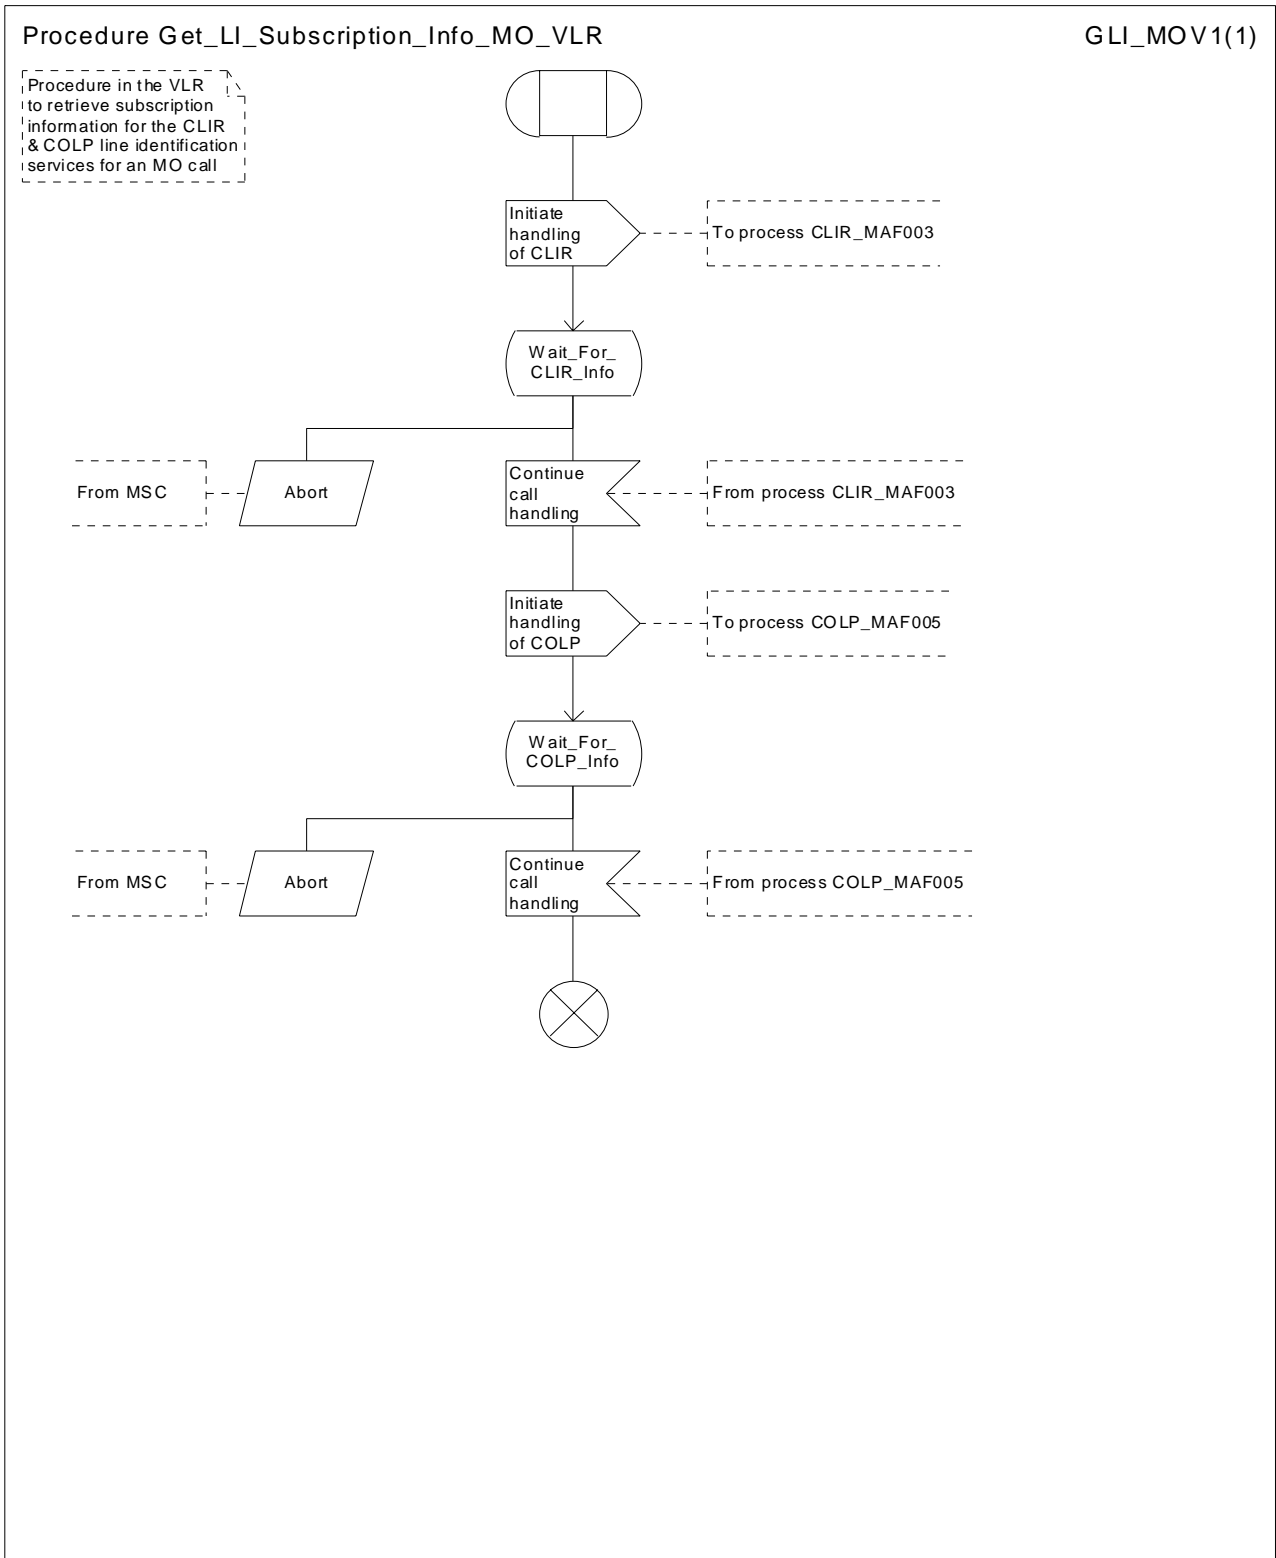 Procedure Get_LI_Subscription_Info_MO_VLR
GLI_MOV1(1)
Procedure in the VLR
to retrieve subscription
information for the CLIR
& COLP line identification
services for an MO call
Initiate
handling
of CLIR
To process CLIR_MAF003
Wait_For_
CLIR_Info
From MSC
Abort
Continue
call
handling
From process CLIR_MAF003
Initiate
handling
of COLP
To process COLP_MAF005
Wait_For_
COLP_Info
From MSC
Abort
Continue
call
handling
From process COLP_MAF005